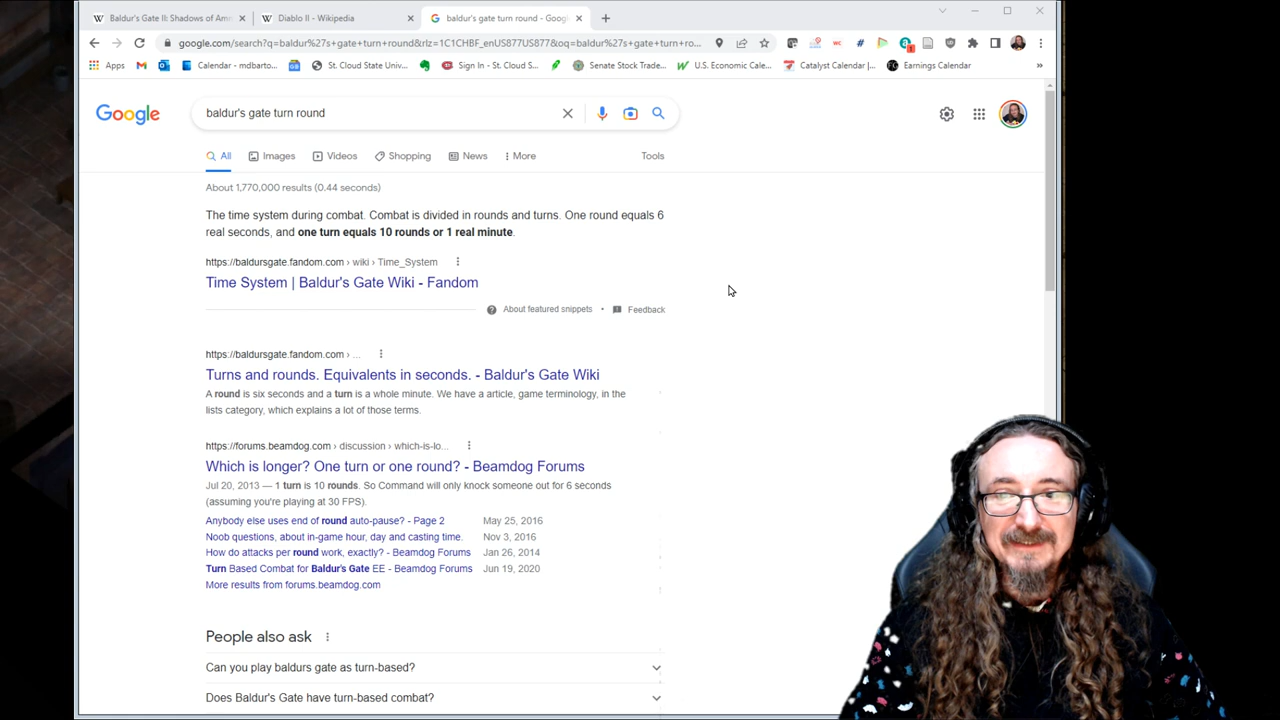 Baldur's Gate II: Shadows of Am
Diablo II - Wikipedia
baldur's gate turn round - Goog
google.com/search?q=baldur%27s+gate+turn+round&rlz=1C1CHBF_enUS877US877&oq=baldur%27s+gate+turn+ro...
Apps
Calendar - mdbarto...
St. Cloud State Univ...
Sign In - St. Cloud S...
Senate Stock Trade...
U.S. Economic Cale...
Catalyst Calendar |...
Earnings Calendar
»
Google
baldur's gate turn round
All
Images
Videos
Shopping
News
More
Tools
About 1,770,000 results (0.44 seconds)
The time system during combat. Combat is divided in rounds and turns. One round equals 6
real seconds, and one turn equals 10 rounds or 1 real minute.
https://baldursgate.fandom.com › wiki › Time_System
Time System | Baldur's Gate Wiki - Fandom
About featured snippets • Feedback
https://baldursgate.fandom.com › ...
Turns and rounds. Equivalents in seconds. - Baldur's Gate Wiki
A round is six seconds and a turn is a whole minute. We have a article, game terminology, in the
lists category, which explains a lot of those terms.
https://forums.beamdog.com › discussion › which-is-lo...
Which is longer? One turn or one round? - Beamdog Forums
Jul 20, 2013 — 1 turn is 10 rounds. So Command will only knock someone out for 6 seconds
(assuming you're playing at 30 FPS).
Anybody else uses end of round auto-pause? - Page 2 May 25, 2016
Noob questions, about in-game hour, day and casting time. Nov 3, 2016
How do attacks per round work, exactly? - Beamdog Forums Jan 26, 2014
Turn Based Combat for Baldur's Gate EE - Beamdog Forums Jun 19, 2020
More results from forums.beamdog.com
People also ask
Can you play baldurs gate as turn-based?
Does Baldur's Gate have turn-based combat?